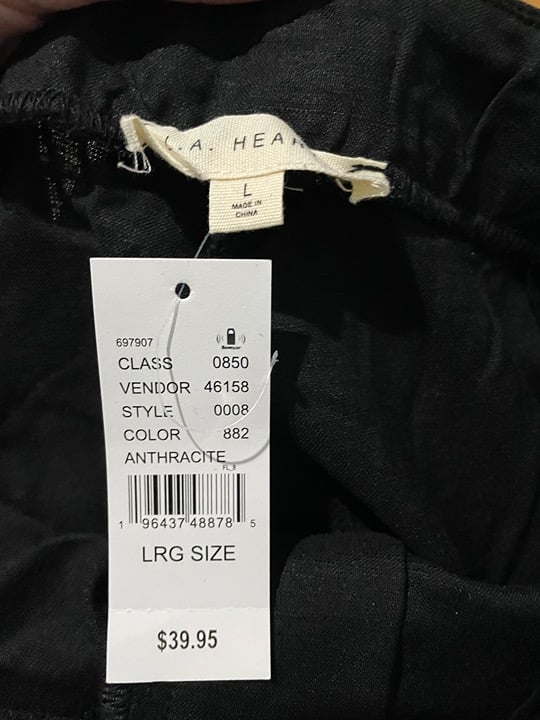 L.A. HEAR
L
MADE IN
CHINA
697907
CLASS 0850
VENDOR 46158
STYLE 0008
COLOR 882
ANTHRACITE
FL_8
1 96437 48878 5
LRG SIZE
$39.95